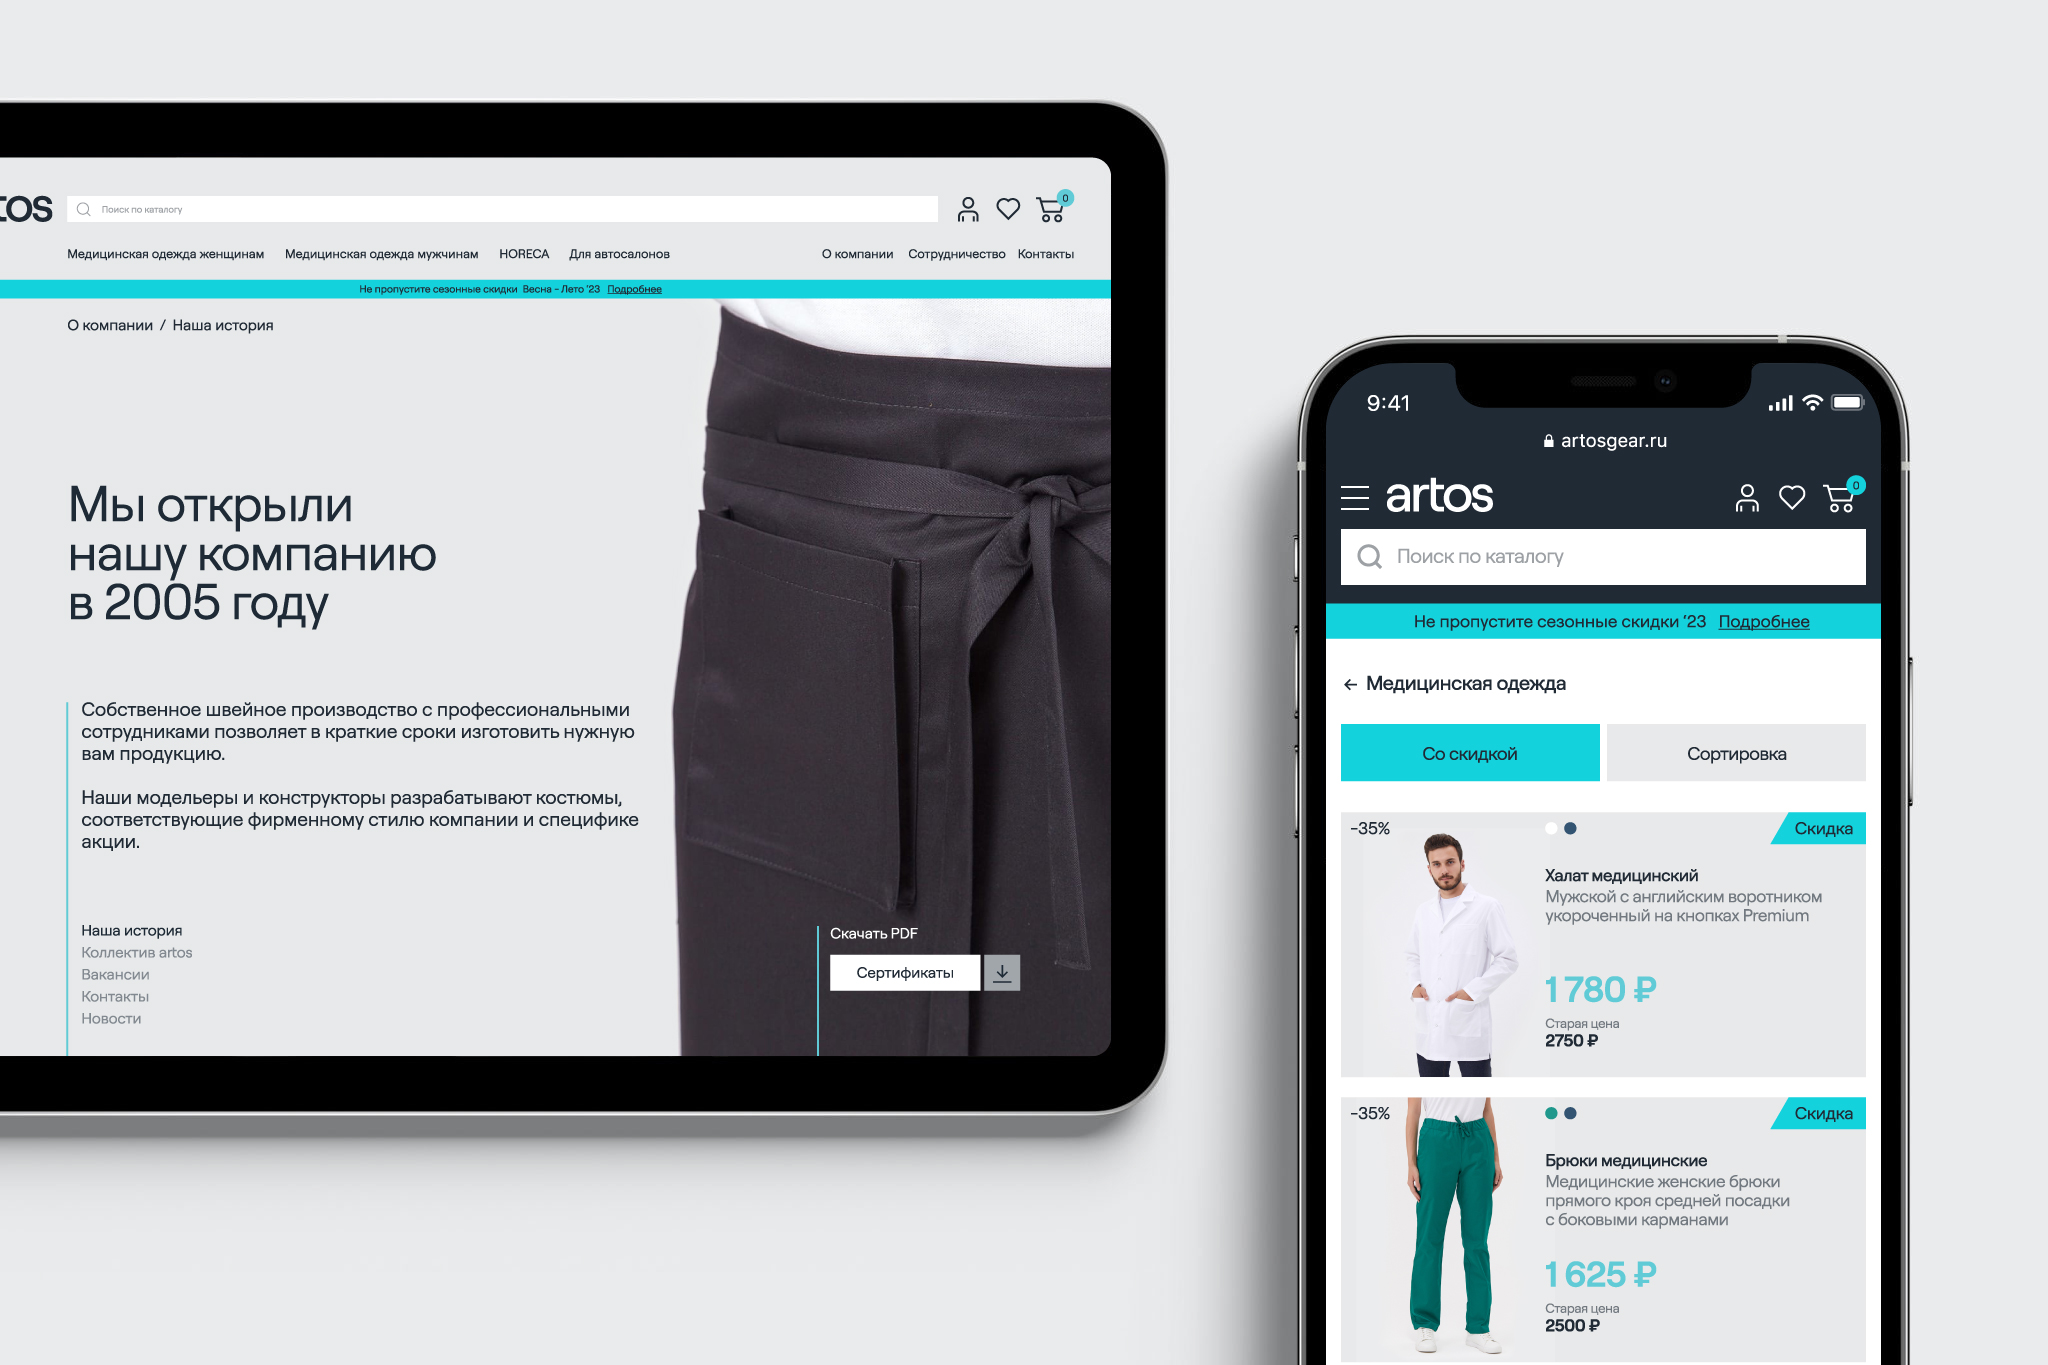 tos
Поиск по каталогу
0
Медицинская одежда женщинам
Медицинская одежда мужчинам
HORECA
Для автосалонов
О компании
Сотрудничество
Контакты
Не пропустите сезонные скидки Весна - Лето '23 Подробнее
О компании / Наша история
Мы открыли
нашу компанию
в 2005 году
Собственное швейное производство с профессиональными
сотрудниками позволяет в краткие сроки изготовить нужную
вам продукцию.
Наши модельеры и конструкторы разрабатывают костюмы,
соответствующие фирменному стилю компании и специфике
акции.
Наша история
Коллектив artos
Вакансии
Контакты
Новости
Скачать PDF
Сертификаты
9:41
artosgear.ru
artos
0
Поиск по каталогу
Не пропустите сезонные скидки '23 Подробнее
← Медицинская одежда
Со скидкой
Сортировка
-35%
Скидка
Халат медицинский
Мужской с английским воротником
укороченный на кнопках Premium
1 780 ₽
Старая цена
2750 ₽
-35%
Скидка
Брюки медицинские
Медицинские женские брюки
прямого кроя средней посадки
с боковыми карманами
1 625 ₽
Старая цена
2500 ₽